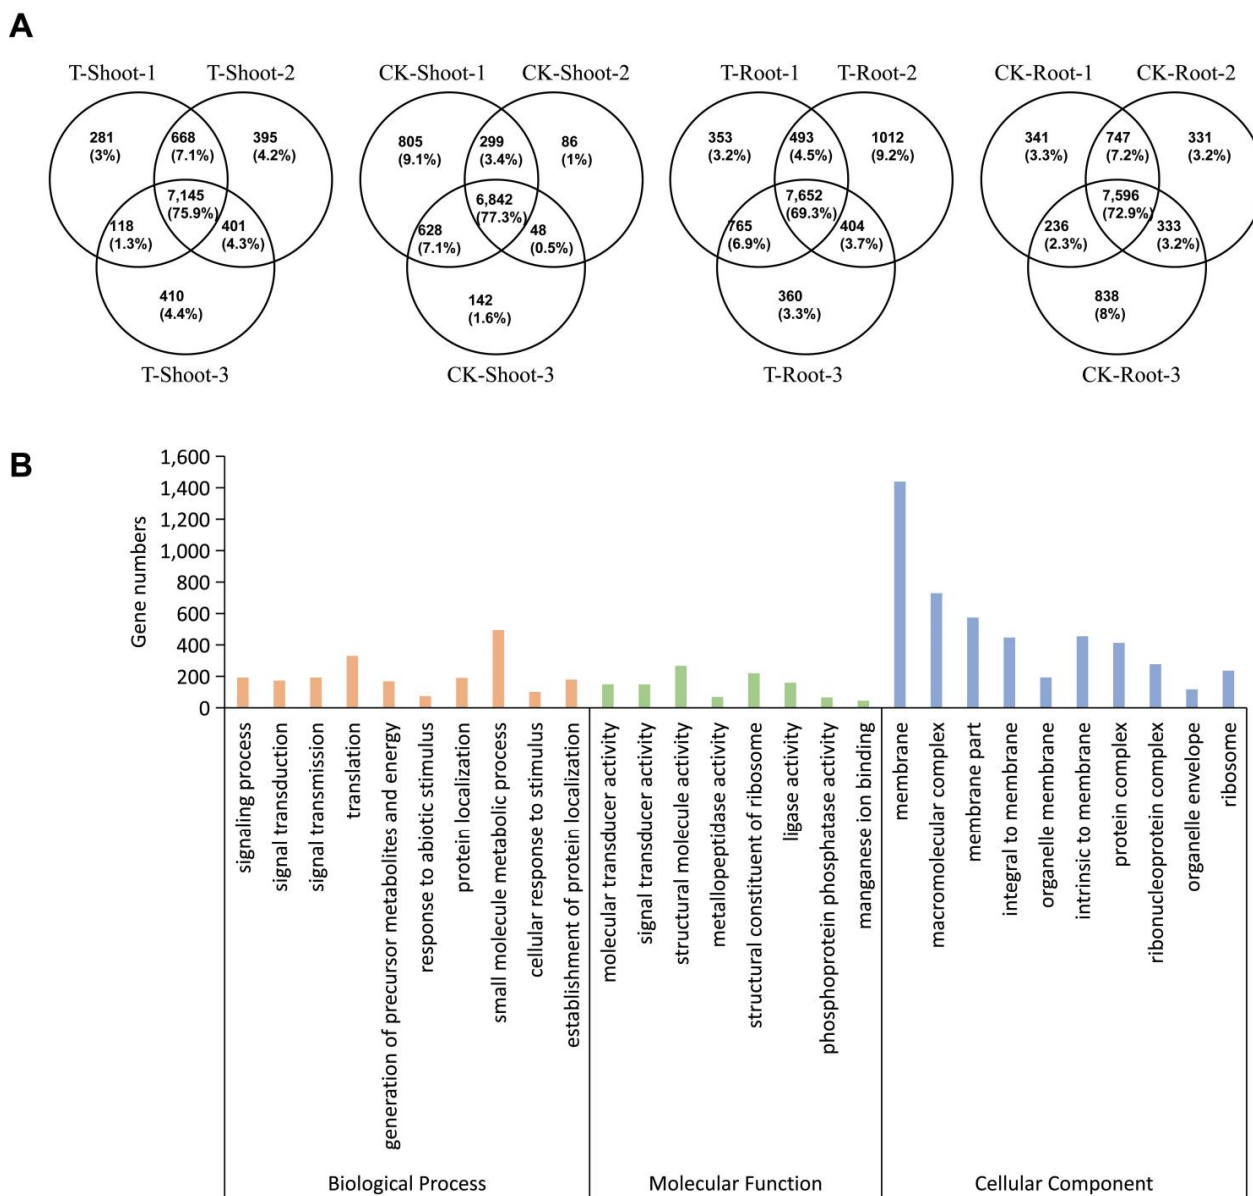 A
T-Shoot-1
T-Shoot-2
281
(3%)
668
(7.1%)
395
(4.2%)
7,145
(75.9%)
118
(1.3%)
401
(4.3%)
410
(4.4%)
T-Shoot-3
CK-Shoot-1
CK-Shoot-2
805
(9.1%)
299
(3.4%)
86
(1%)
6,842
(77.3%)
628
(7.1%)
48
(0.5%)
142
(1.6%)
CK-Shoot-3
T-Root-1
T-Root-2
353
(3.2%)
493
(4.5%)
1012
(9.2%)
7,652
(69.3%)
765
(6.9%)
404
(3.7%)
360
(3.3%)
T-Root-3
CK-Root-1
CK-Root-2
341
(3.3%)
747
(7.2%)
331
(3.2%)
7,596
(72.9%)
236
(2.3%)
333
(3.2%)
838
(8%)
CK-Root-3
B
Gene numbers
1,600
1,400
1,200
1,000
800
600
400
200
0
signaling process
signal transduction
signal transmission
translation
generation of precursor metabolites and energy
response to abiotic stimulus
protein localization
small molecule metabolic process
cellular response to stimulus
establishment of protein localization
molecular transducer activity
signal transducer activity
structural molecule activity
metallopeptidase activity
structural constituent of ribosome
ligase activity
phosphoprotein phosphatase activity
manganese ion binding
membrane
macromolecular complex
membrane part
integral to membrane
organelle membrane
intrinsic to membrane
protein complex
ribonucleoprotein complex
organelle envelope
ribosome
Biological Process
Molecular Function
Cellular Component